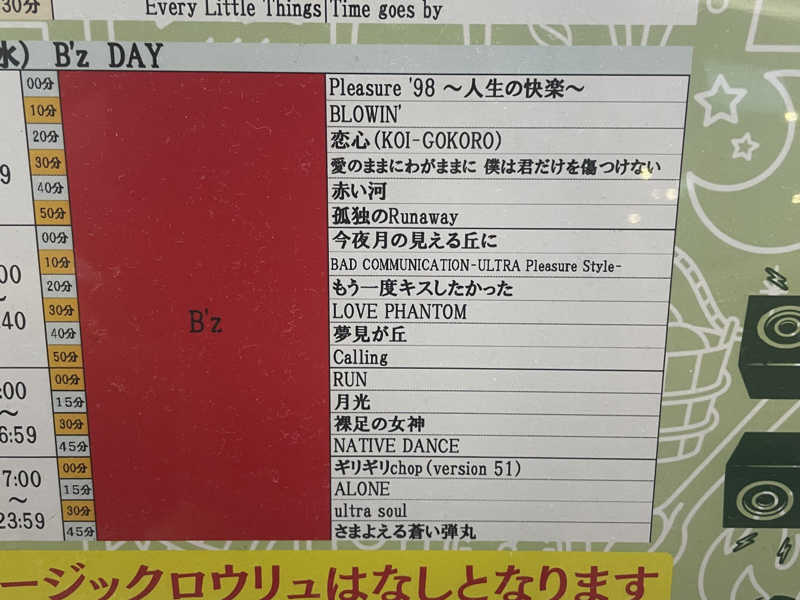 30分 Every Little Things Time goes by
水) B'z DAY
00分 Pleasure '98 ～人生の快楽～
10分 BLOWIN'
20分 恋心(KOI-GOKORO)
9 30分 愛のままにわがままに 僕は君だけを傷つけない
40分 赤い河
50分 孤独のRunaway
00分 今夜月の見える丘に
00 10分 BAD COMMUNICATION-ULTRA Pleasure Style-
～ 20分 もう一度キスしたかった
40 30分 LOVE PHANTOM
B'z
40分 夢見が丘
50分 Calling
:00 00分 RUN
～ 15分 月光
6:59 30分 裸足の女神
45分 NATIVE DANCE
7:00 00分 ギリギリchop(version 51)
～ 15分 ALONE
23:59 30分 ultra soul
45分 さまよえる蒼い弾丸
ージックロウリュはなしとなります